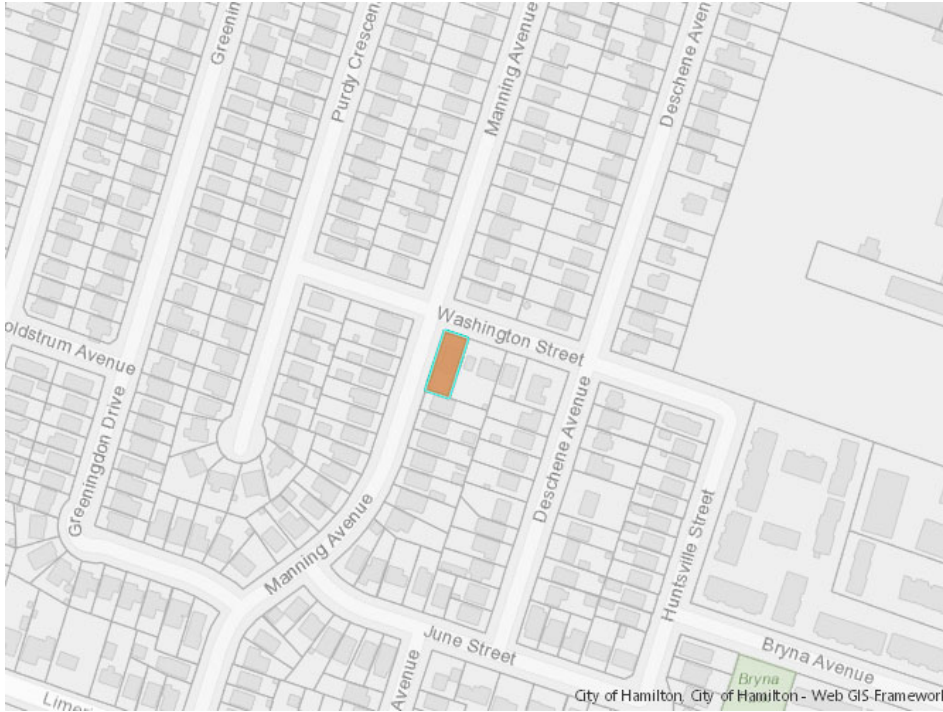 Greenin
Purdy Crescen
Manning Avenue
Deschene Aven
Washington Street
oldstrum Avenue
Greeningdon Drive
Deschene Avenue
Manning Avenue
Huntsville Street
June Street
Bryna Avenue
Avenue
Bryna
Limeri
City of Hamilton, City of Hamilton - Web GIS-Framework